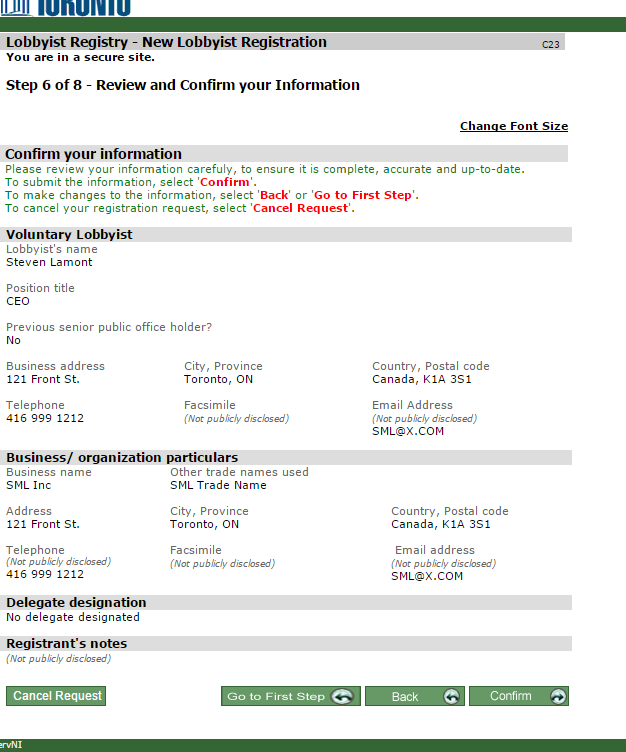 TORONTO
Lobbyist Registry - New Lobbyist Registration C23
You are in a secure site.
Step 6 of 8 - Review and Confirm your Information
Change Font Size
Confirm your information
Please review your information carefuly, to ensure it is complete, accurate and up-to-date.
To submit the information, select 'Confirm'.
To make changes to the information, select 'Back' or 'Go to First Step'.
To cancel your registration request, select 'Cancel Request'.
Voluntary Lobbyist
Lobbyist's name
Steven Lamont
Position title
CEO
Previous senior public office holder?
No
Business address City, Province Country, Postal code
121 Front St. Toronto, ON Canada, K1A 3S1
Telephone Facsimile Email Address
416 999 1212 (Not publicly disclosed) (Not publicly disclosed)
SML@X.COM
Business/ organization particulars
Business name Other trade names used
SML Inc SML Trade Name
Address City, Province Country, Postal code
121 Front St. Toronto, ON Canada, K1A 3S1
Telephone Facsimile Email address
(Not publicly disclosed) (Not publicly disclosed) (Not publicly disclosed)
416 999 1212 SML@X.COM
Delegate designation
No delegate designated
Registrant's notes
(Not publicly disclosed)
Cancel Request Go to First Step Back Confirm
ervNI